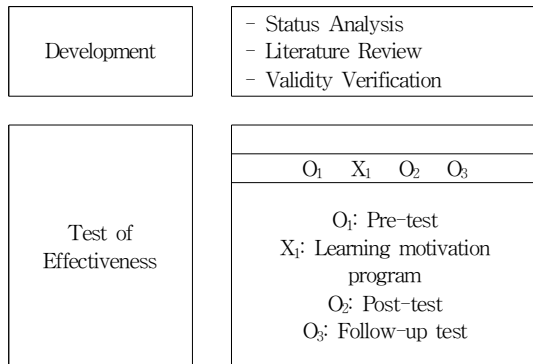 Development
- Status Analysis
- Literature Review
- Validity Verification
Test of
Effectiveness
O₁ X₁ O₂ O₃
O₁: Pre-test
X₁: Learning motivation
program
O₂: Post-test
O₃: Follow-up test